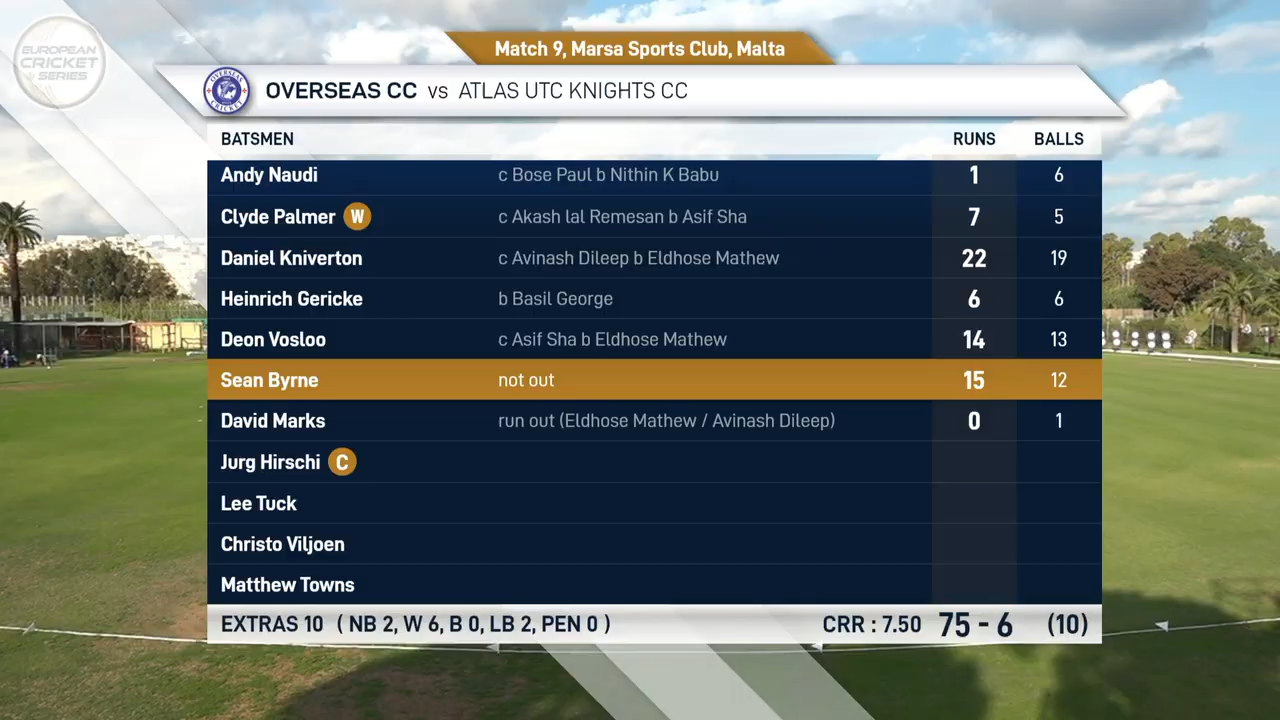 EUROPEAN
CRICKET
SERIES
Match 9, Marsa Sports Club, Malta
OVERSEAS CC vs ATLAS UTC KNIGHTS CC
BATSMEN RUNS BALLS
Andy Naudi c Bose Paul b Nithin K Babu 1 6
Clyde Palmer W c Akash lal Remesan b Asif Sha 7 5
Daniel Kniverton c Avinash Dileep b Eldhose Mathew 22 19
Heinrich Gericke b Basil George 6 6
Deon Vosloo c Asif Sha b Eldhose Mathew 14 13
Sean Byrne not out 15 12
David Marks run out (Eldhose Mathew / Avinash Dileep) 0 1
Jurg Hirschi C
Lee Tuck
Christo Viljoen
Matthew Towns
EXTRAS 10 ( NB 2, W 6, B 0, LB 2, PEN 0 ) CRR : 7.50 75 - 6 (10)